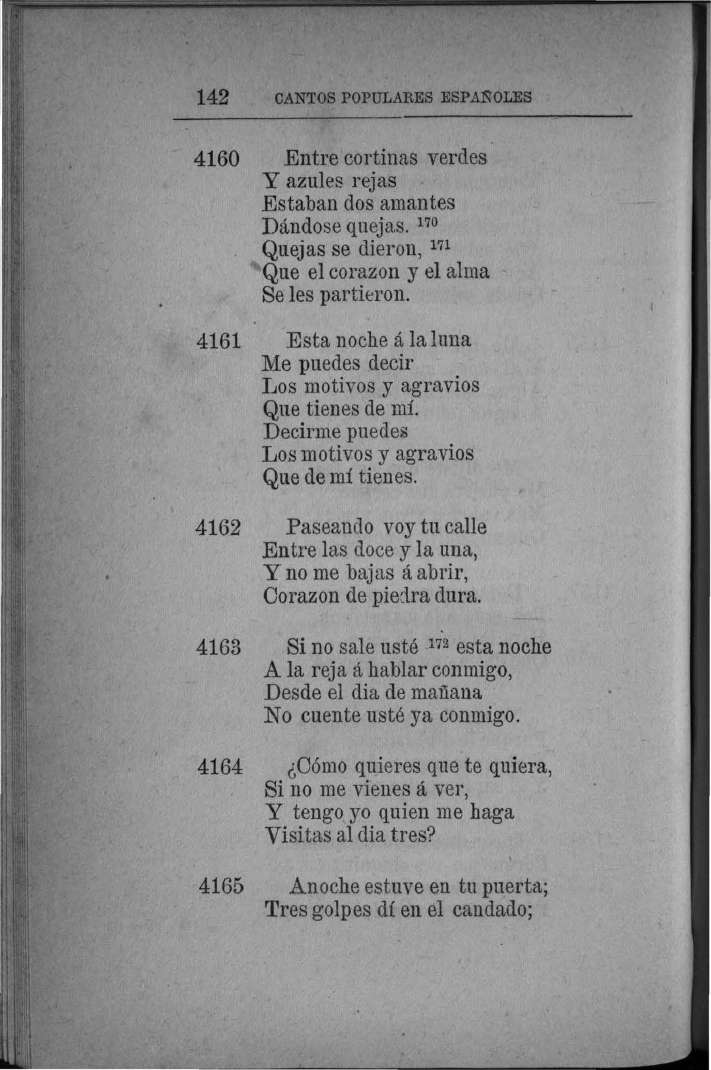 142 CANTOS POPULARES ESPAÑOLES
4160 Entre cortinas verdes
Y azules rejas
Estaban dos amantes
Dándose quejas. 170
Quejas se dieron, 171
Que el corazon y el alma
Se les partieron.
4161 Esta noche á la luna
Me puedes decir
Los motivos y agravios
Que tienes de mí.
Decirme puedes
Los motivos y agravios
Que de mí tienes.
4162 Paseando voy tu calle
Entre las doce y la una,
Y no me bajas á abrir,
Corazon de piedra dura.
4163 Si no sale usté 172 esta noche
A la reja á hablar conmigo,
Desde el dia de mañana
No cuente usté ya conmigo.
4164 ¿Cómo quieres que te quiera,
Si no me vienes á ver,
Y tengo yo quien me haga
Visitas al dia tres?
4165 Anoche estuve en tu puerta;
Tres golpes dí en el candado;